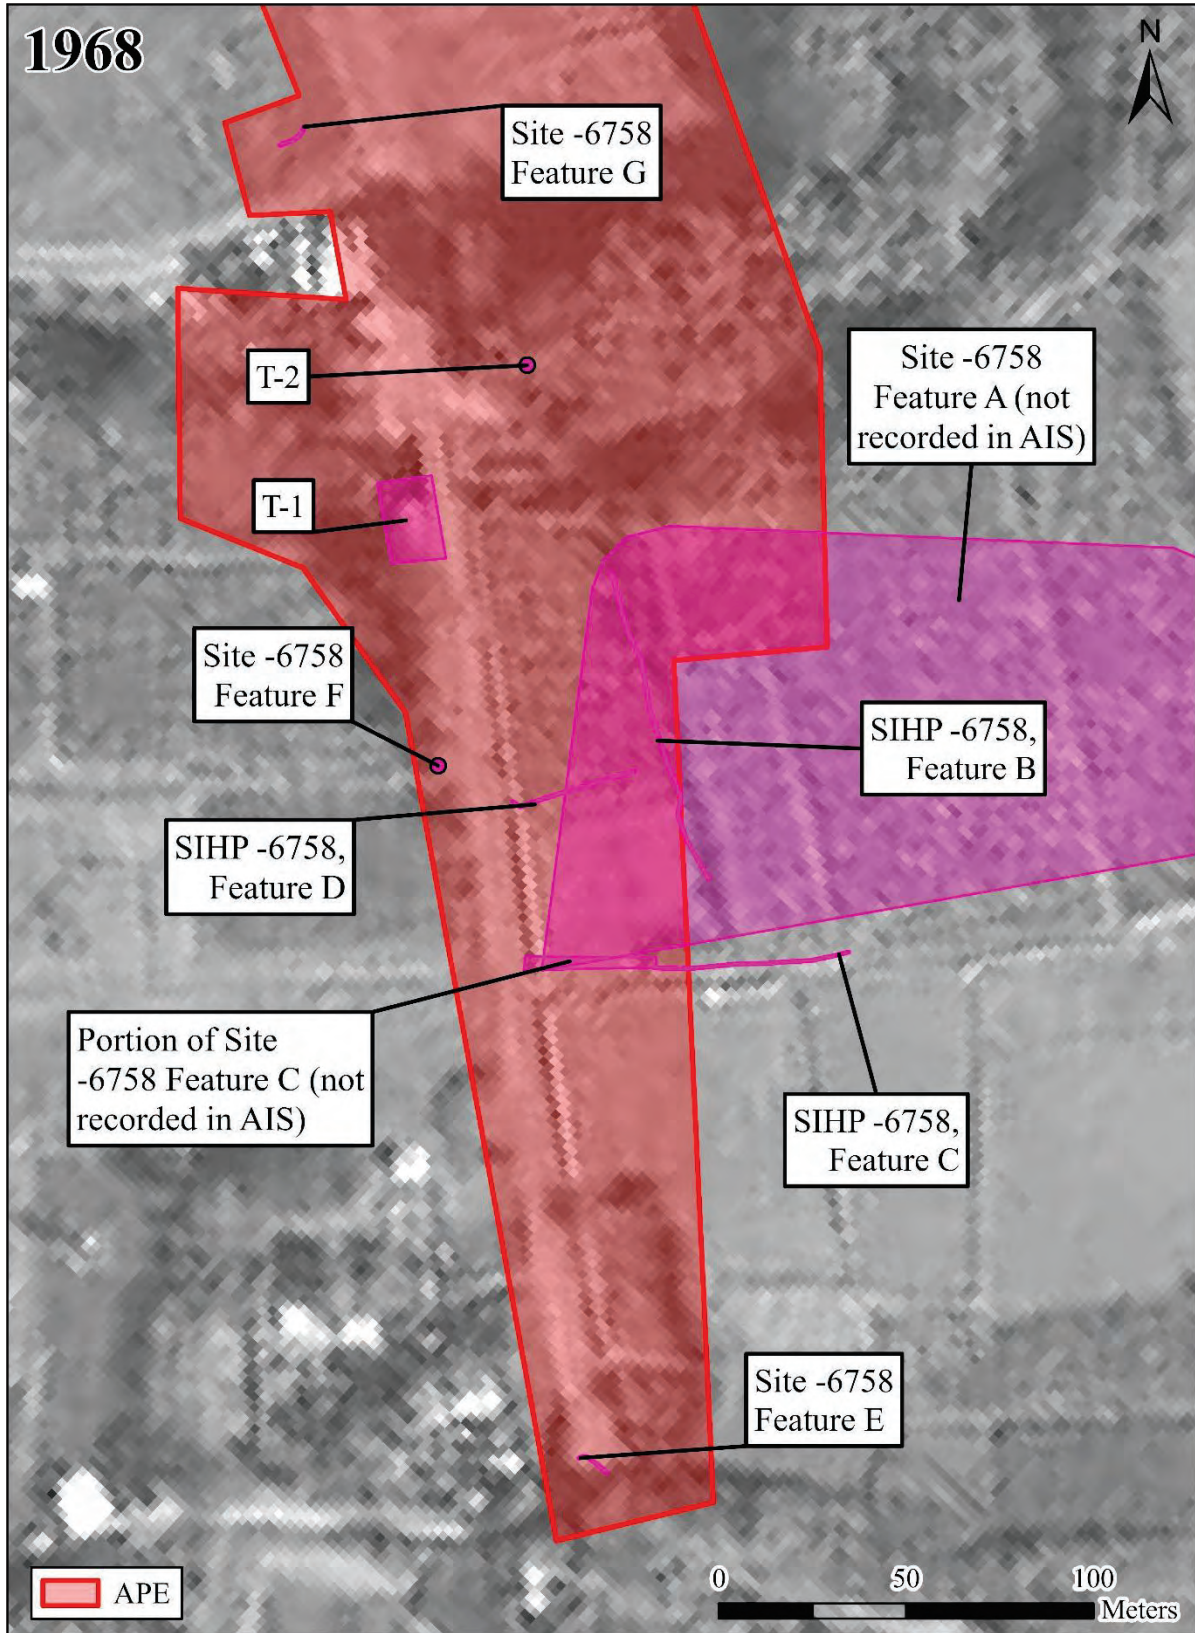 1968
N
Site -6758
Feature G
Site -6758
Feature A (not
recorded in AIS)
T-2
T-1
Site -6758
Feature F
SIHP -6758,
Feature B
SIHP -6758,
Feature D
Portion of Site
-6758 Feature C (not
recorded in AIS)
SIHP -6758,
Feature C
Site -6758
Feature E
APE
0 50 100
Meters